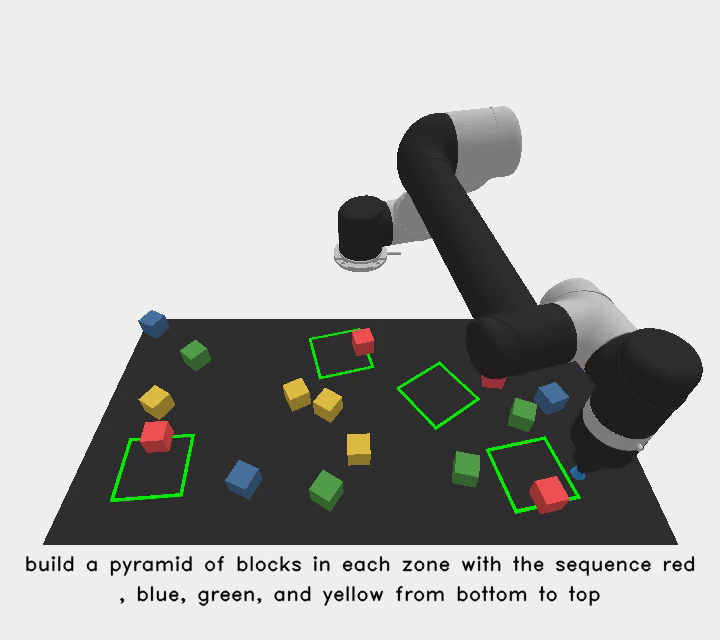 build a pyramid of blocks in each zone with the sequence red
, blue, green, and yellow from bottom to top